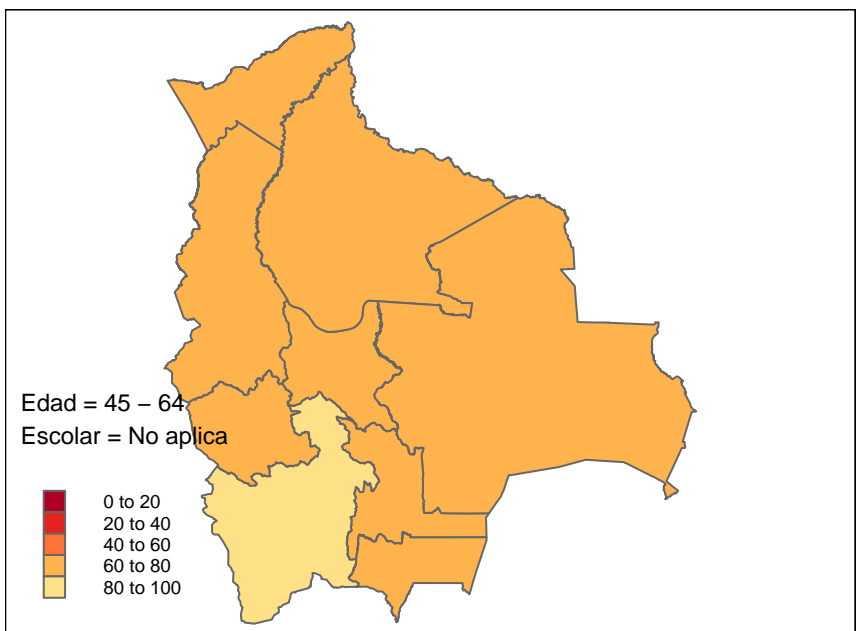 Edad = 45 – 64
Escolar = No aplica
0 to 20
20 to 40
40 to 60
60 to 80
80 to 100